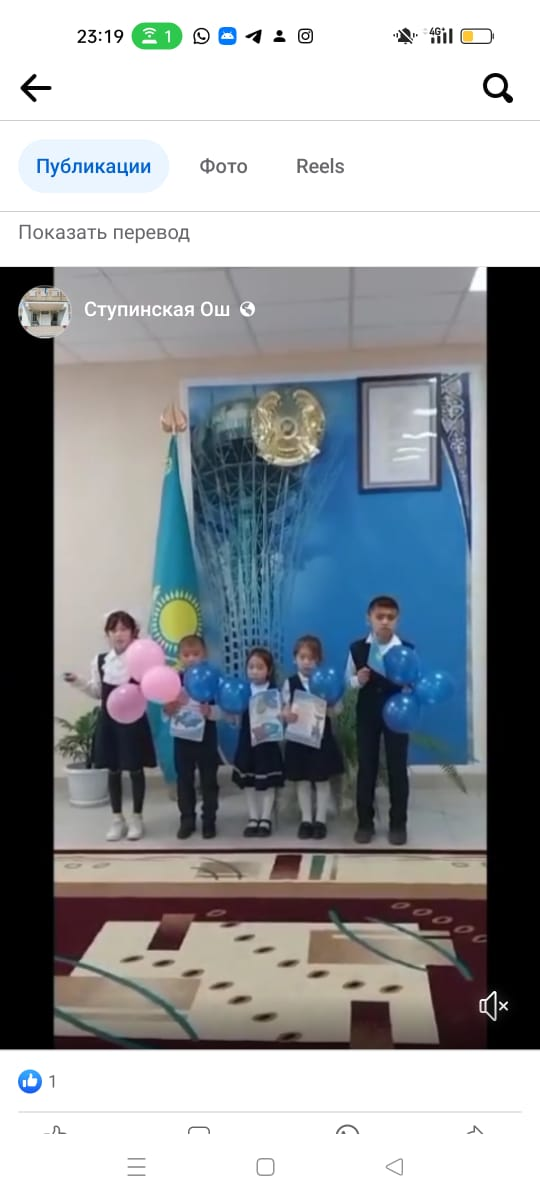 23:19 1 4G
Публикации Фото Reels
Показать перевод
Ступинская Ош
1